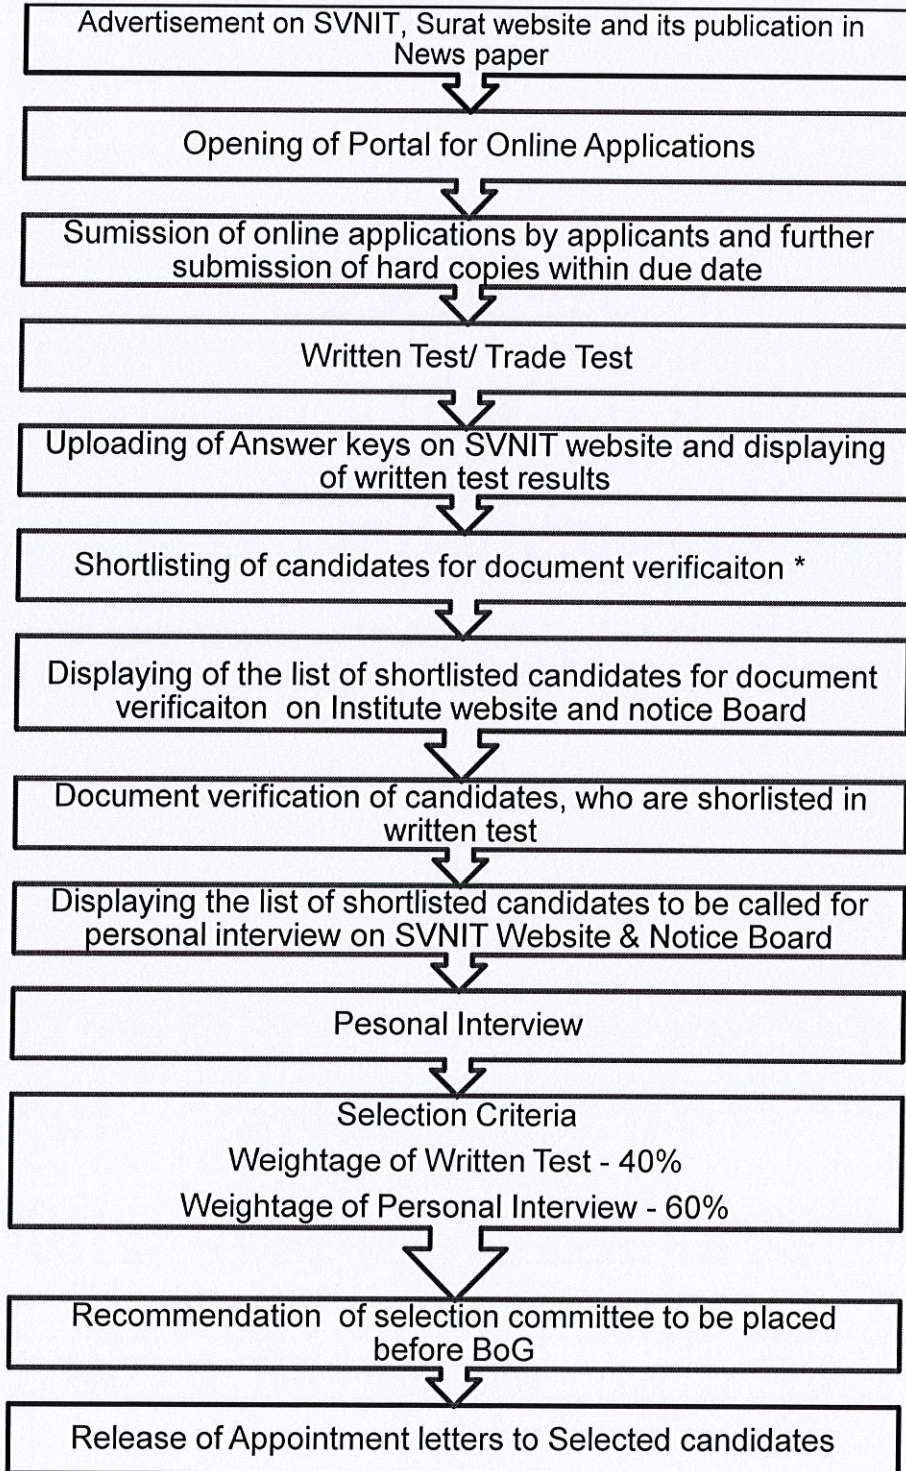 Advertisement on SVNIT, Surat website and its publication in
News paper
Opening of Portal for Online Applications
Sumission of online applications by applicants and further
submission of hard copies within due date
Written Test/ Trade Test
Uploading of Answer keys on SVNIT website and displaying
of written test results
Shortlisting of candidates for document verificaiton *
Displaying of the list of shortlisted candidates for document
verificaiton on Institute website and notice Board
Document verification of candidates, who are shorlisted in
written test
Displaying the list of shortlisted candidates to be called for
personal interview on SVNIT Website & Notice Board
Pesonal Interview
Selection Criteria
Weightage of Written Test - 40%
Weightage of Personal Interview - 60%
Recommendation of selection committee to be placed
before BoG
Release of Appointment letters to Selected candidates